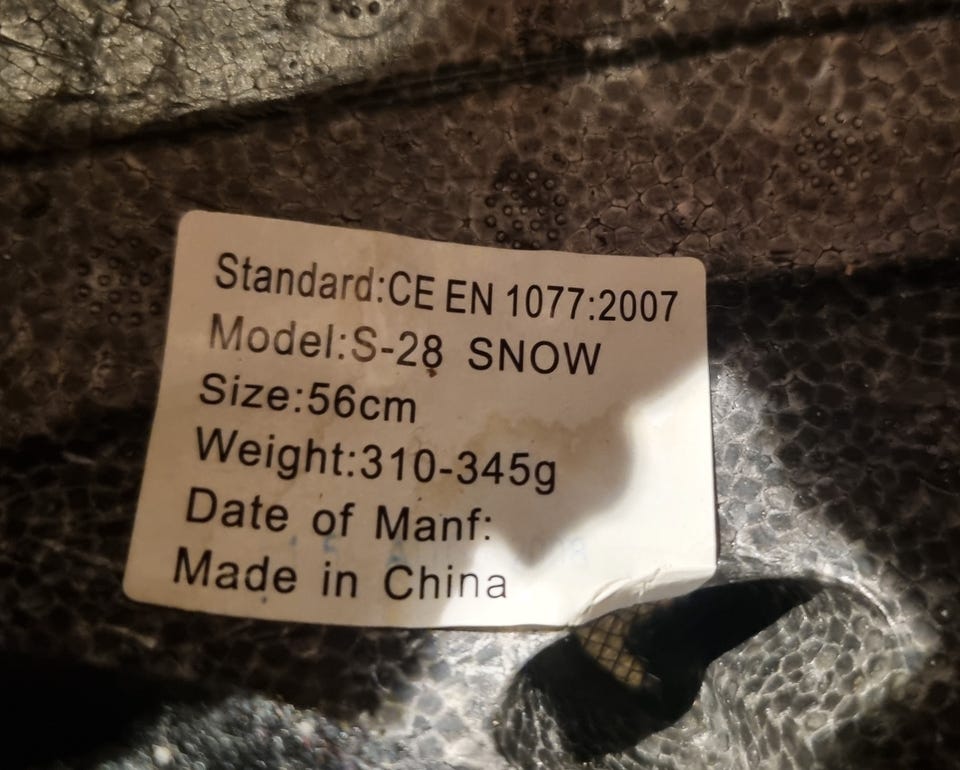 Standard:CE EN 1077:2007
Model:S-28 SNOW
Size:56cm
Weight:310-345g
Date of Manf:
Made in China